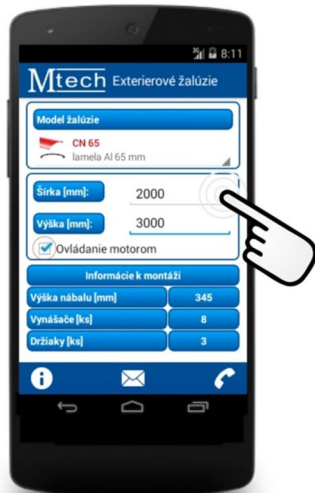 3G 8:11
Mtech Exterierové žalúzie
Model žalúzie
CN 65
lamela Al 65 mm
Šírka [mm]: 2000
Výška [mm]: 3000
Ovládanie motorom
Informácie k montáži
Výška nábalu [mm] 345
Vynášače [ks] 8
Držiaky [ks] 3